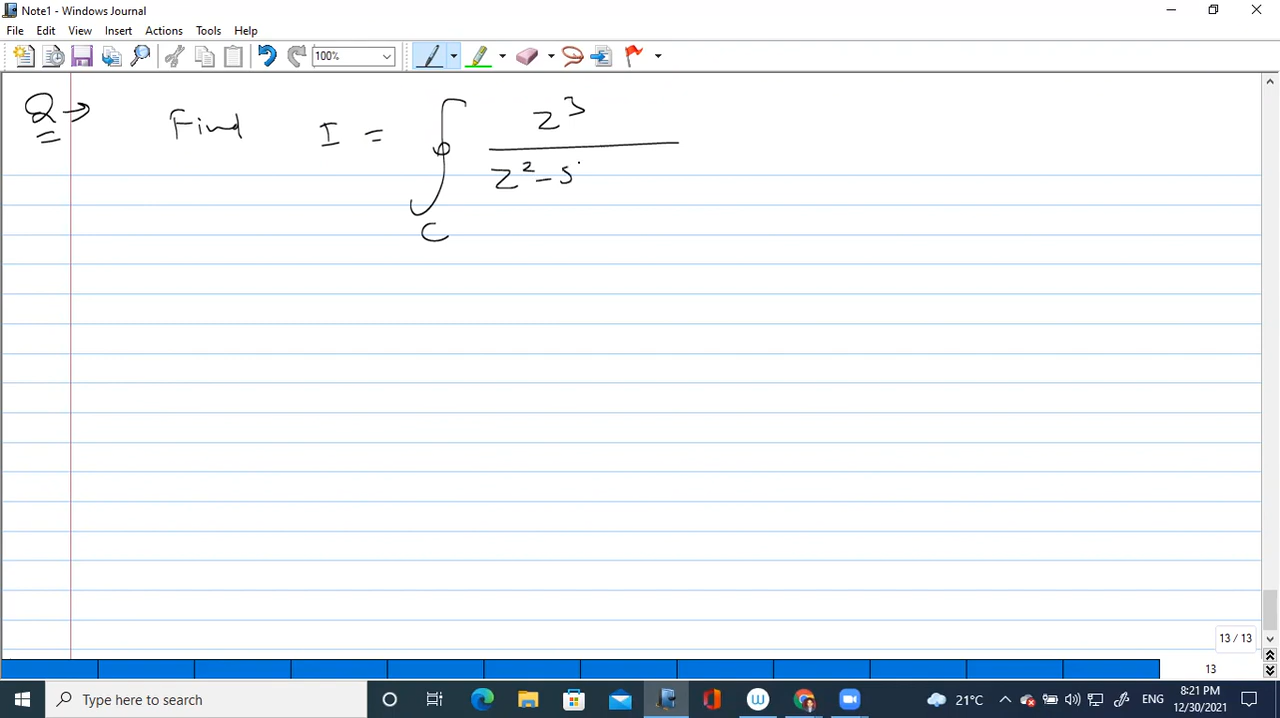 Note1 - Windows Journal
File Edit View Insert Actions Tools Help
100%
Q → Find I = ∮ z³
z² - 5
C
13 / 13
13
Type here to search
21°C ENG 8:21 PM
12/30/2021